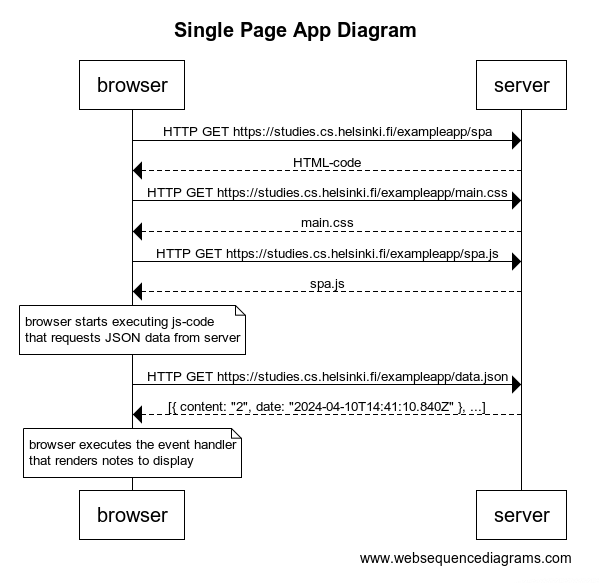 Single Page App Diagram
browser
server
HTTP GET https://studies.cs.helsinki.fi/exampleapp/spa
HTML-code
HTTP GET https://studies.cs.helsinki.fi/exampleapp/main.css
main.css
HTTP GET https://studies.cs.helsinki.fi/exampleapp/spa.js
spa.js
browser starts executing js-code
that requests JSON data from server
HTTP GET https://studies.cs.helsinki.fi/exampleapp/data.json
[{ content: "2", date: "2024-04-10T14:41:10.840Z" }, ...]
browser executes the event handler
that renders notes to display
browser
server
www.websequencediagrams.com